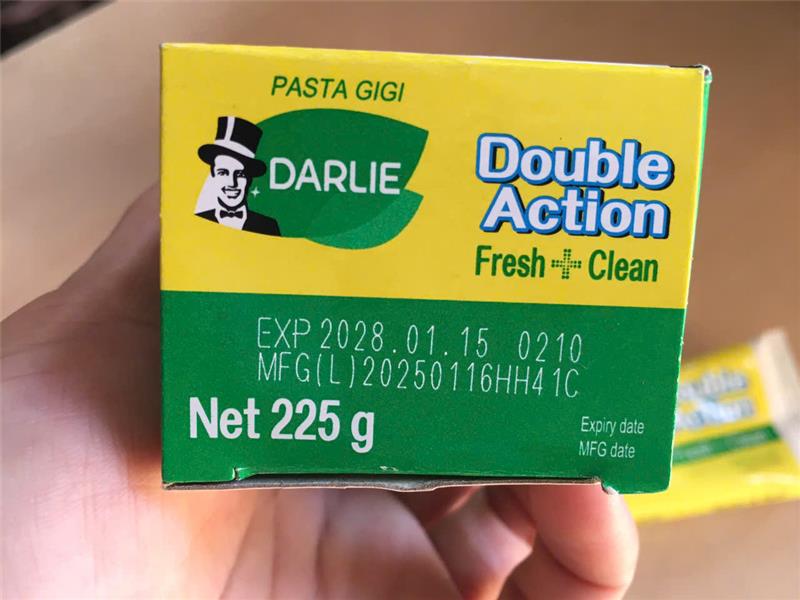 PASTA GIGI
DARLIE
Double
Action
Fresh + Clean
EXP 2028.01.15 0210
MFG(L)20250116HH41C
Net 225 g
Expiry date
MFG date
Double